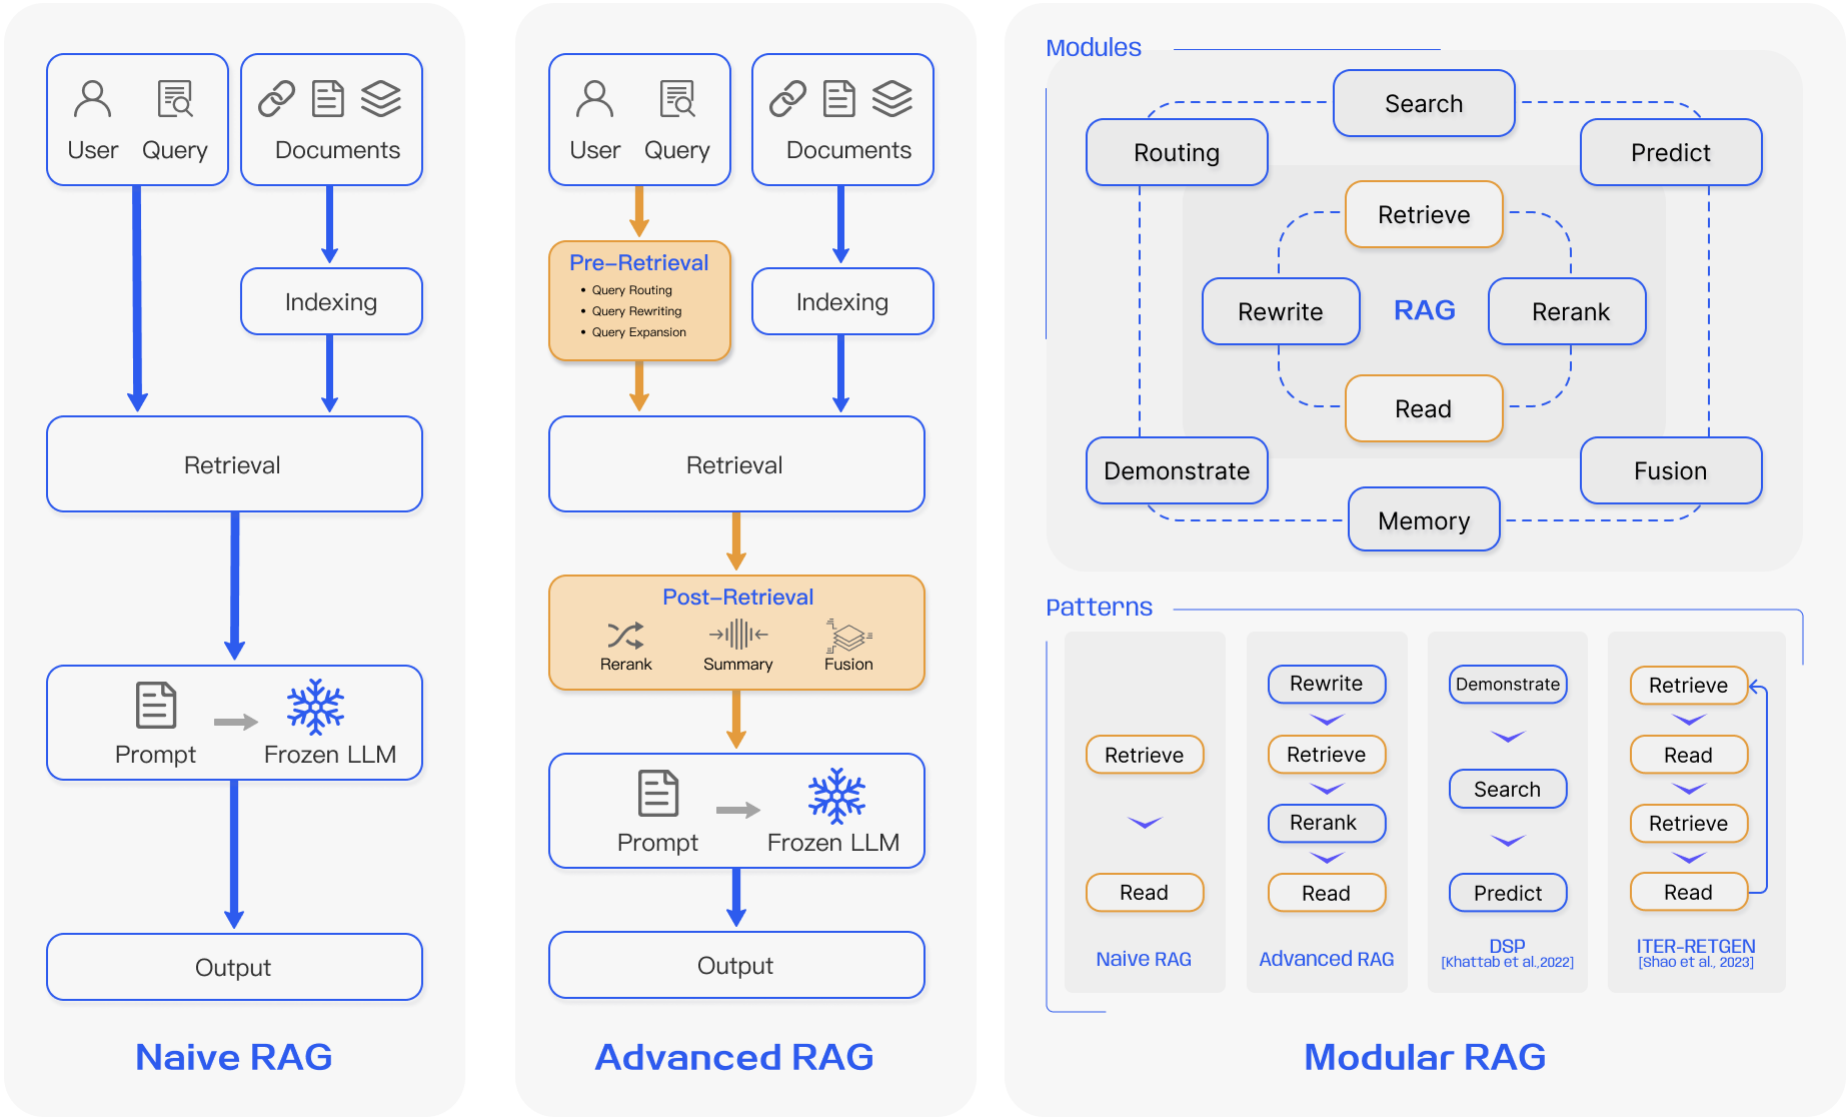 User Query
Documents
Indexing
Retrieval
Prompt
Frozen LLM
Output
Naive RAG
User Query
Documents
Pre-Retrieval
• Query Routing
• Query Rewriting
• Query Expansion
Indexing
Retrieval
Post-Retrieval
Rerank
Summary
Fusion
Prompt
Frozen LLM
Output
Advanced RAG
Modules
Search
Routing
Predict
Retrieve
Rewrite
RAG
Rerank
Read
Demonstrate
Fusion
Memory
Patterns
Retrieve
Read
Naive RAG
Rewrite
Retrieve
Rerank
Read
Advanced RAG
Demonstrate
Search
Predict
DSP
[Khattab et al.,2022]
Retrieve
Read
Retrieve
Read
ITER-RETGEN
[Shao et al., 2023]
Modular RAG